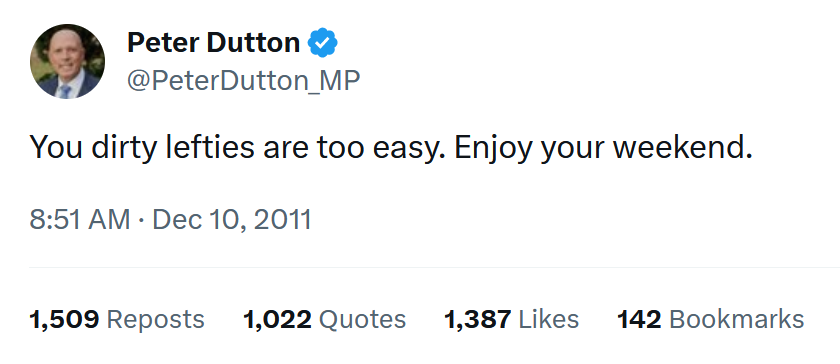 Peter Dutton
@PeterDutton_MP
You dirty lefties are too easy. Enjoy your weekend.
8:51 AM · Dec 10, 2011
1,509 Reposts 1,022 Quotes 1,387 Likes 142 Bookmarks